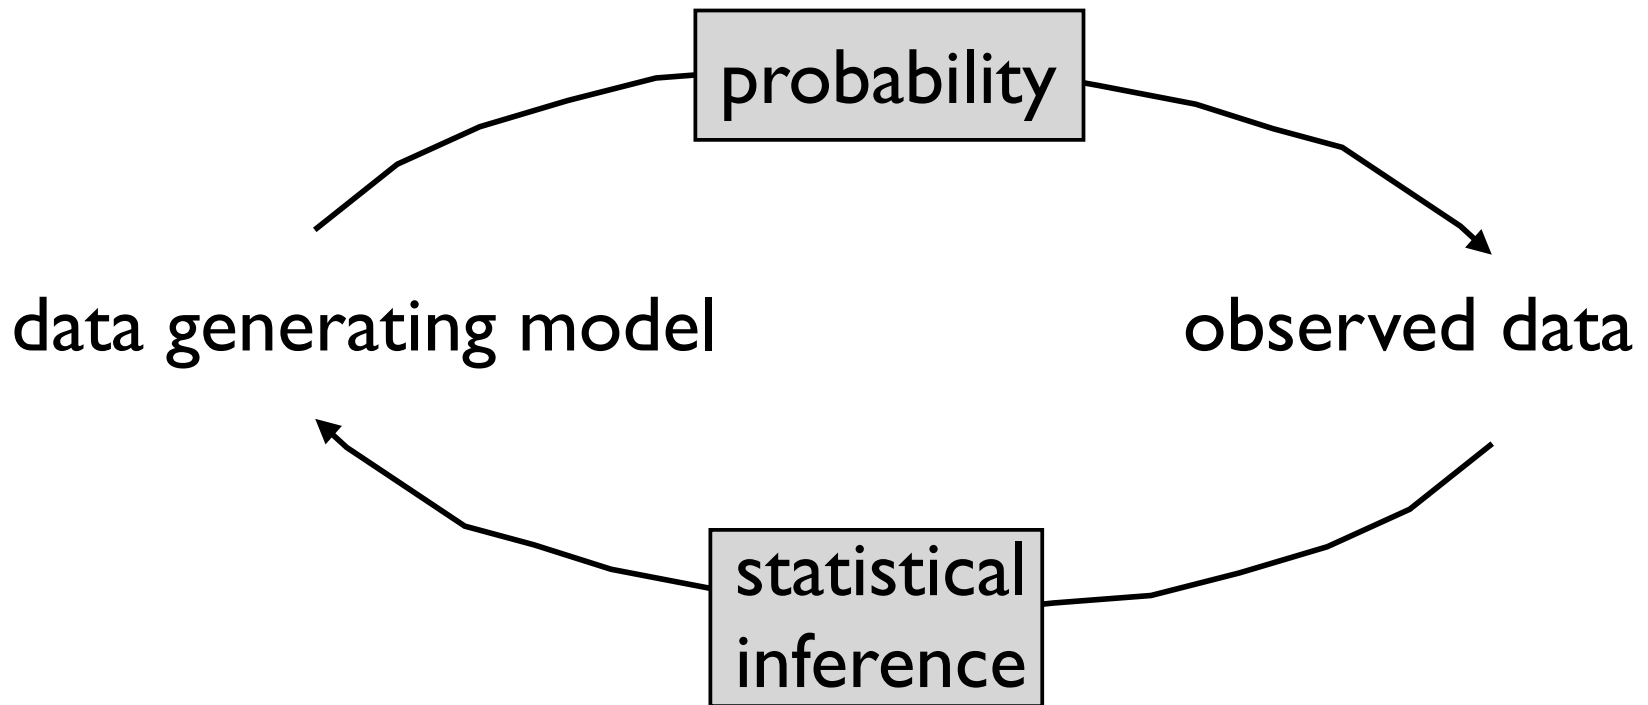 probability
data generating model
observed data
statistical
inference